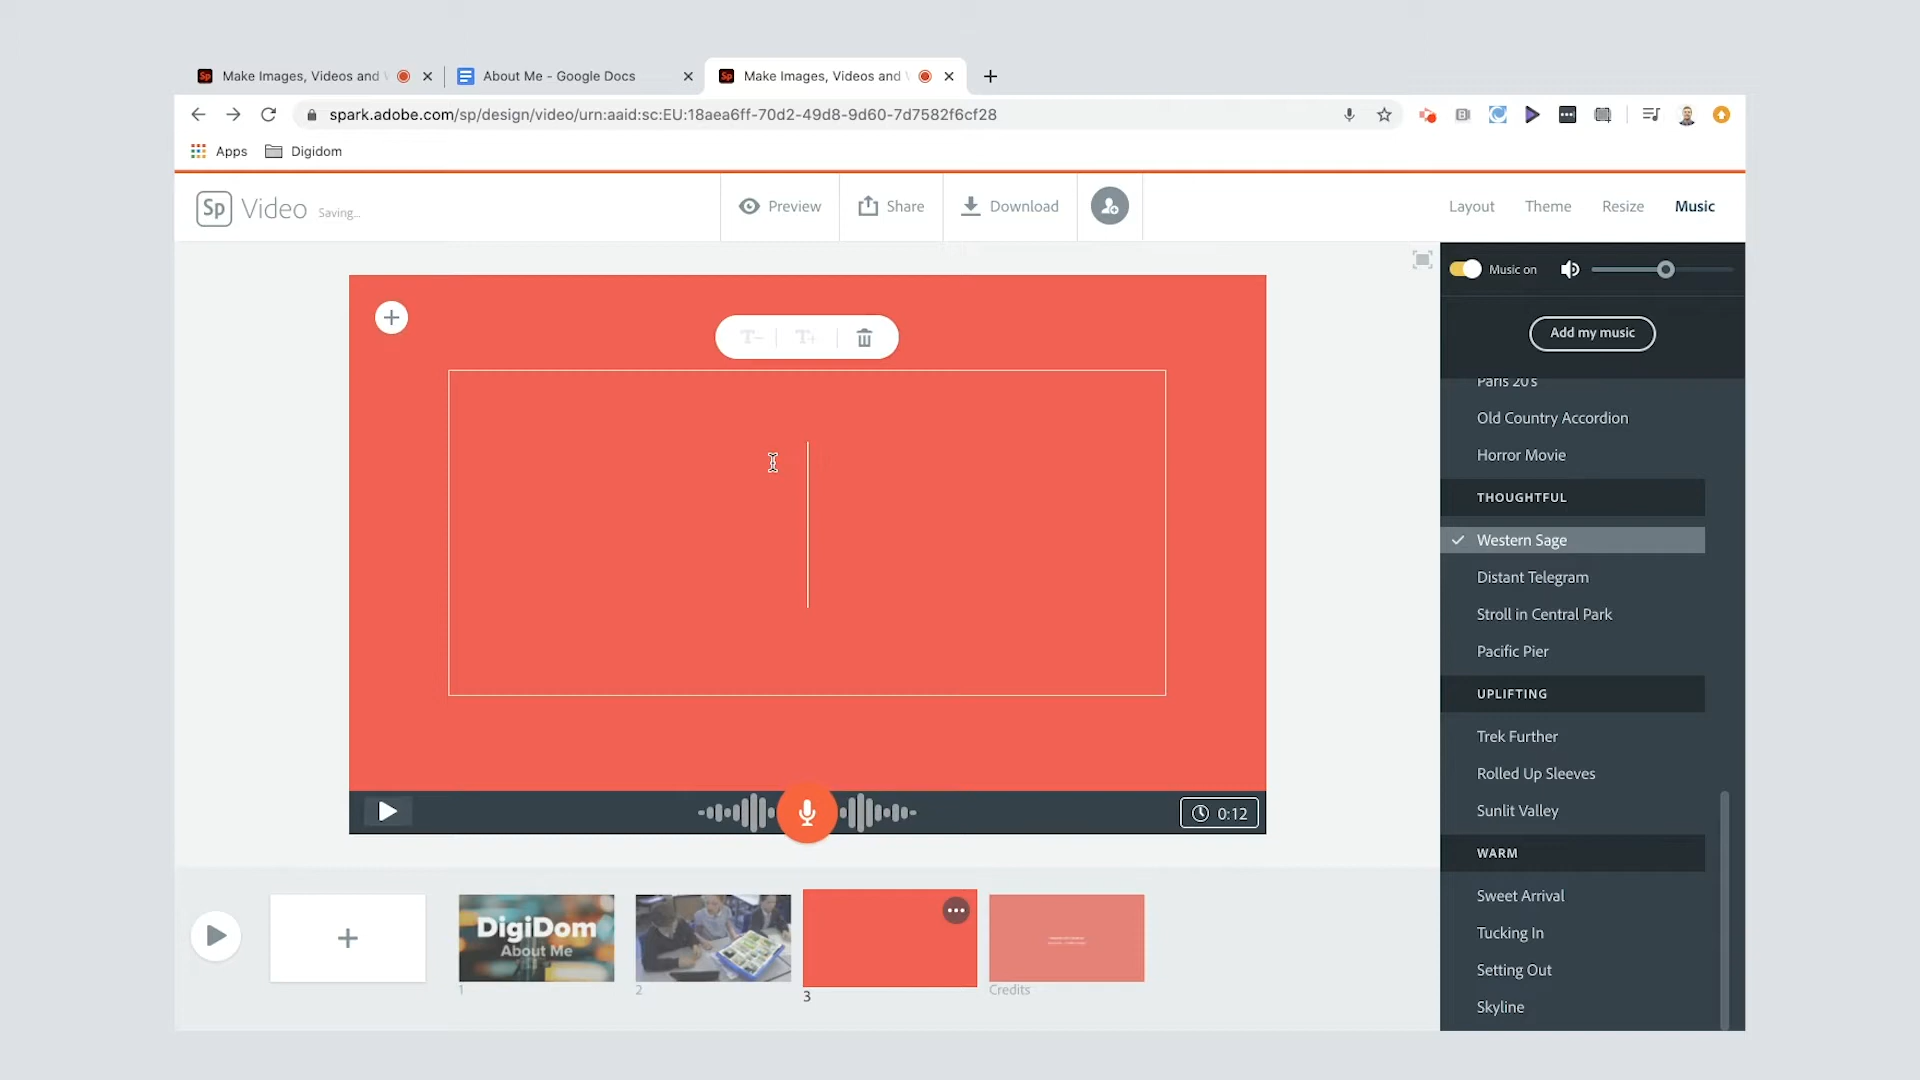 Make Images, Videos and
About Me - Google Docs
Make Images, Videos and
spark.adobe.com/sp/design/video/urn:aaid:sc:EU:18aea6ff-70d2-49d8-9d60-7d7582f6cf28
Apps
Digidom
Sp Video Saving...
Preview
Share
Download
Layout
Theme
Resize
Music
Music on
Add my music
Paris 20's
Old Country Accordion
Horror Movie
THOUGHTFUL
Western Sage
Distant Telegram
Stroll in Central Park
Pacific Pier
UPLIFTING
Trek Further
Rolled Up Sleeves
Sunlit Valley
WARM
Sweet Arrival
Tucking In
Setting Out
Skyline
T-
T+
0:12
DigiDom
About Me
1
2
3
Credits